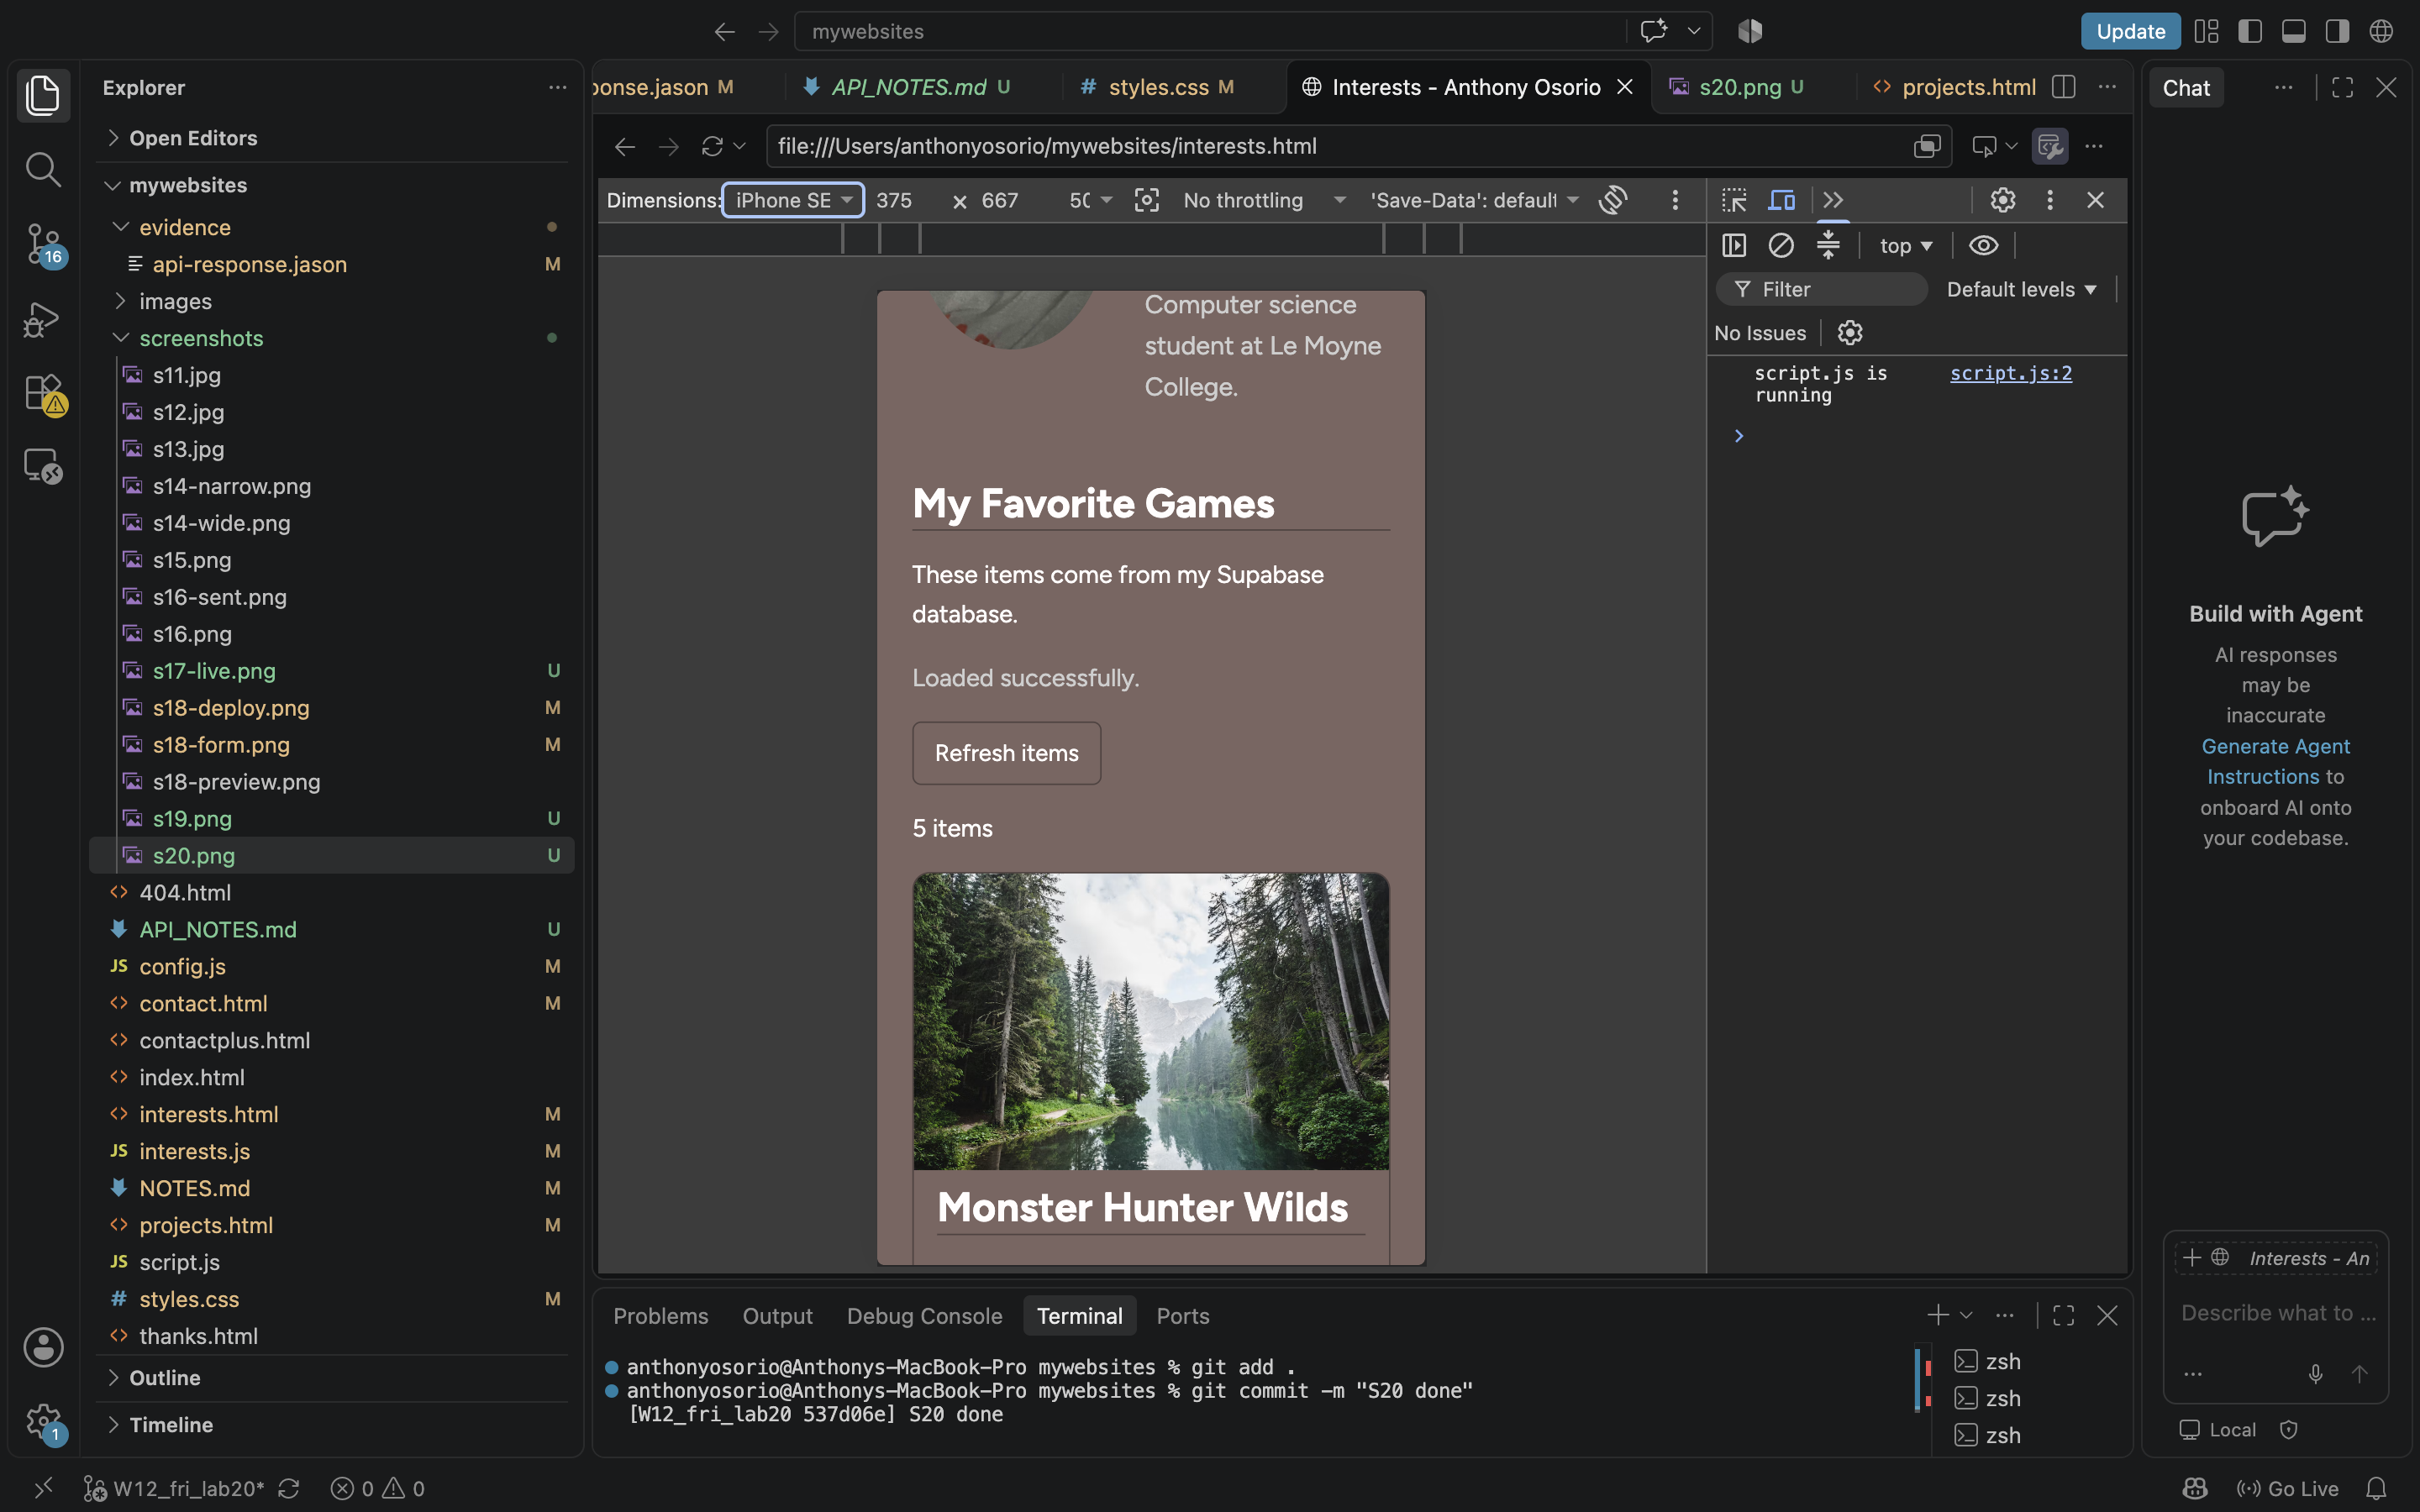 mywebsites
Update
Explorer
Open Editors
mywebsites
evidence
api-response.jason M
images
screenshots
s11.jpg
s12.jpg
s13.jpg
s14-narrow.png
s14-wide.png
s15.png
s16-sent.png
s16.png
s17-live.png U
s18-deploy.png M
s18-form.png M
s18-preview.png
s19.png U
s20.png U
404.html
API_NOTES.md U
JS config.js M
contact.html M
contactplus.html
index.html
interests.html M
JS interests.js M
NOTES.md M
projects.html M
JS script.js
# styles.css M
thanks.html
Outline
Timeline
16
1
ponse.jason M
API_NOTES.md U
# styles.css M
Interests - Anthony Osorio
s20.png U
projects.html
file:///Users/anthonyosorio/mywebsites/interests.html
Dimensions: iPhone SE 375 x 667 50 No throttling 'Save-Data': default
Computer science
student at Le Moyne
College.
My Favorite Games
These items come from my Supabase
database.
Loaded successfully.
Refresh items
5 items
Monster Hunter Wilds
top
Filter
Default levels
No Issues
script.js is script.js:2
running
Problems Output Debug Console Terminal Ports
anthonyosorio@Anthonys-MacBook-Pro mywebsites % git add .
anthonyosorio@Anthonys-MacBook-Pro mywebsites % git commit -m "S20 done"
[W12_fri_lab20 537d06e] S20 done
zsh
zsh
zsh
Chat
Build with Agent
AI responses
may be
inaccurate
Generate Agent
Instructions to
onboard AI onto
your codebase.
Interests - An
Describe what to ...
Local
W12_fri_lab20* 0 0
Go Live